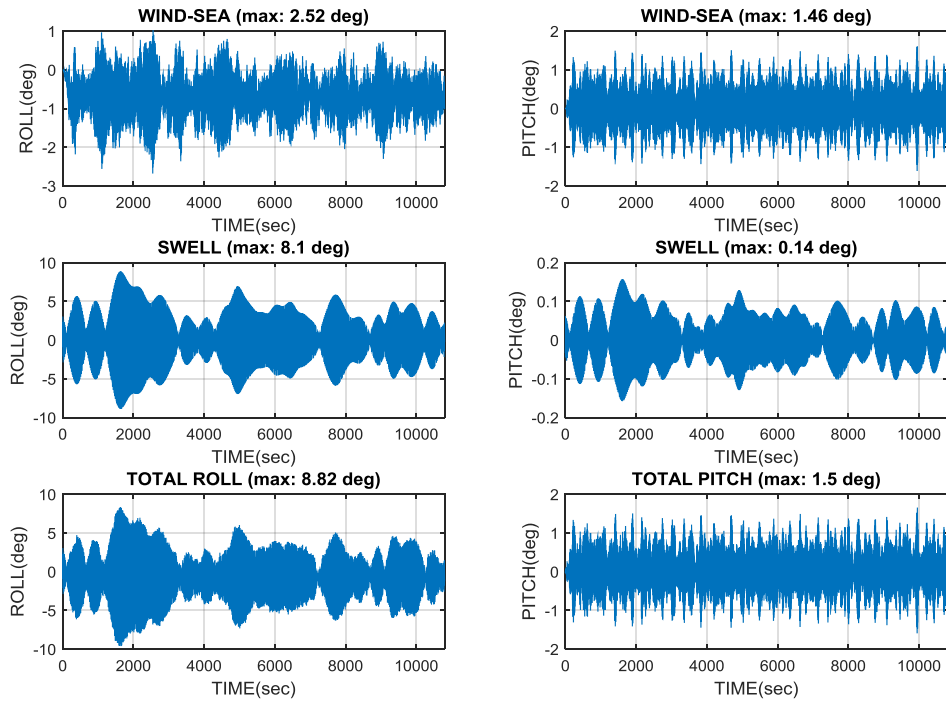 WIND-SEA (max: 2.52 deg)
ROLL(deg)
1
0
-1
-2
-3
0 2000 4000 6000 8000 10000
TIME(sec)
WIND-SEA (max: 1.46 deg)
PITCH(deg)
2
1
0
-1
-2
0 2000 4000 6000 8000 10000
TIME(sec)
SWELL (max: 8.1 deg)
ROLL(deg)
10
5
0
-5
-10
0 2000 4000 6000 8000 10000
TIME(sec)
SWELL (max: 0.14 deg)
PITCH(deg)
0.2
0.1
0
-0.1
-0.2
0 2000 4000 6000 8000 10000
TIME(sec)
TOTAL ROLL (max: 8.82 deg)
ROLL(deg)
10
5
0
-5
-10
0 2000 4000 6000 8000 10000
TIME(sec)
TOTAL PITCH (max: 1.5 deg)
PITCH(deg)
2
1
0
-1
-2
0 2000 4000 6000 8000 10000
TIME(sec)